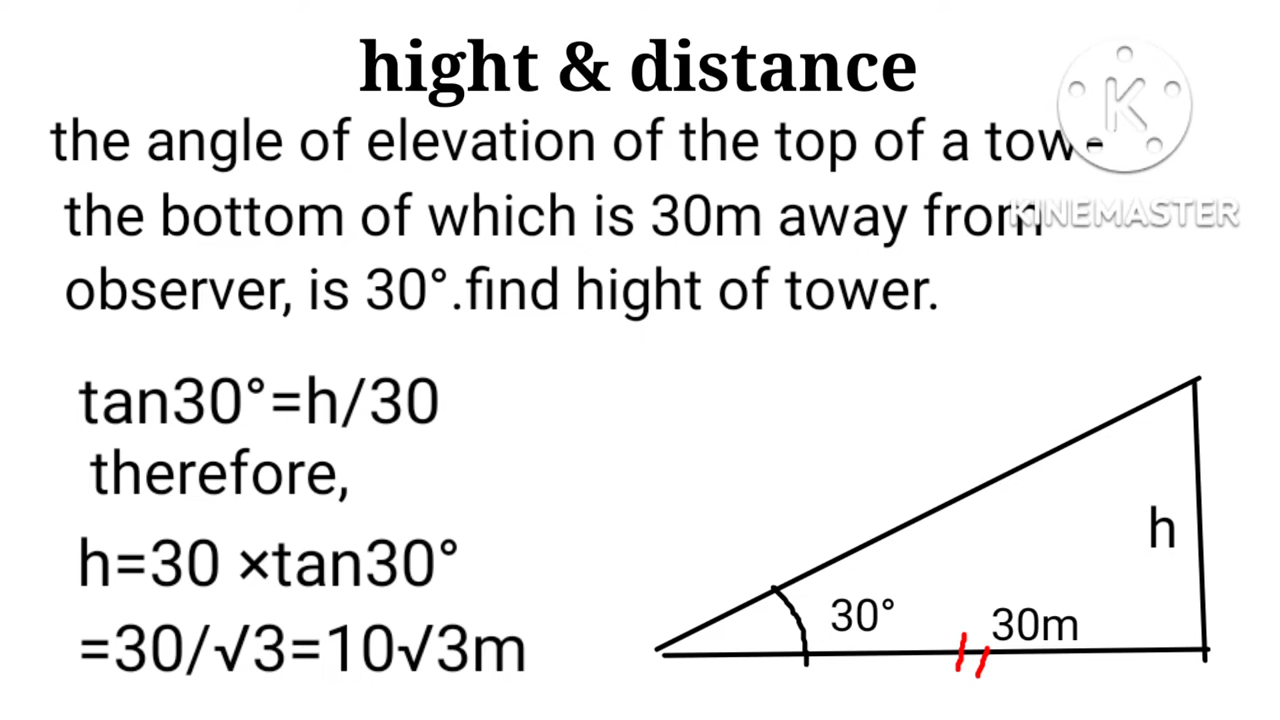 hight & distance
the angle of elevation of the top of a
the bottom of which is 30m away from
KINEMASTER
observer, is 30°.find hight of tower.
tan30°=h/30
therefore,
h=30 ×tan30°
=30/√3=10√3m
h
30°
30m
K